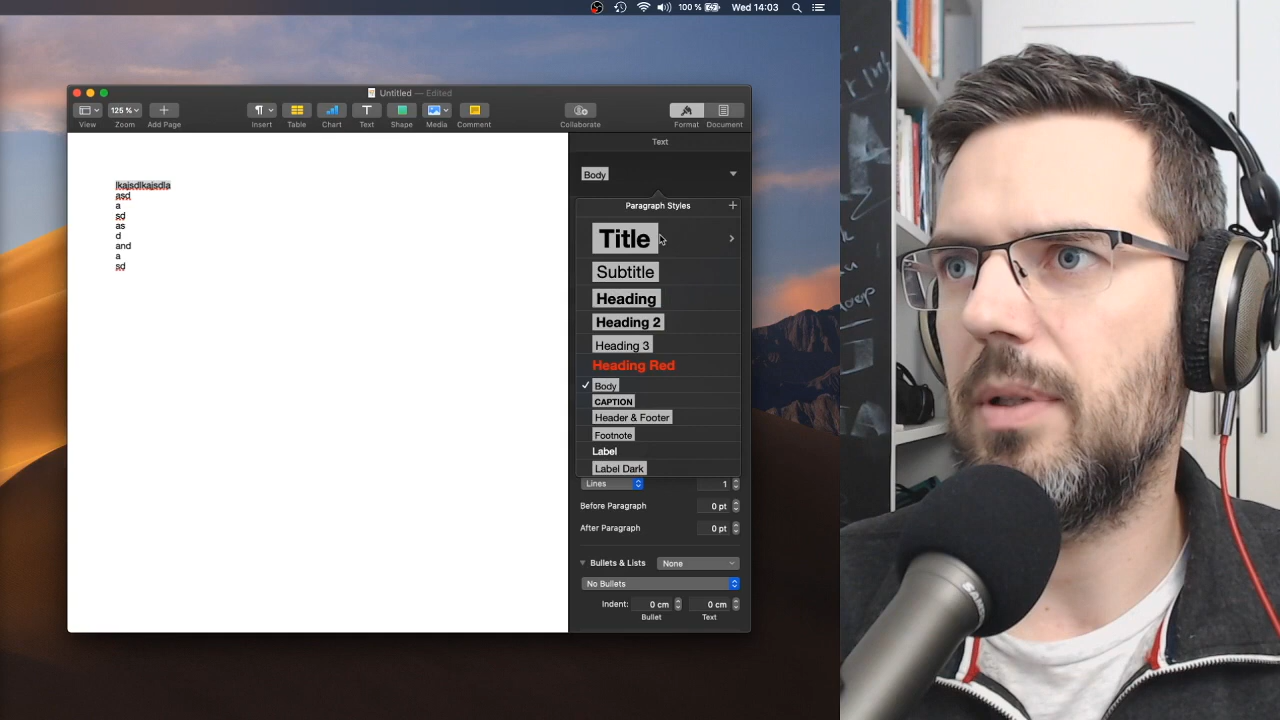 100 % Wed 14:03
Untitled — Edited
125 %
View Zoom Add Page Insert Table Chart Text Shape Media Comment Collaborate Format Document
Text
Body
Paragraph Styles
Title
Subtitle
Heading
Heading 2
Heading 3
Heading Red
Body
CAPTION
Header & Footer
Footnote
Label
Label Dark
Lines 1
Before Paragraph 0 pt
After Paragraph 0 pt
Bullets & Lists None
No Bullets
Indent: 0 cm 0 cm
Bullet Text
lkajsdlkajsdla
asd
a
sd
as
d
and
a
sd